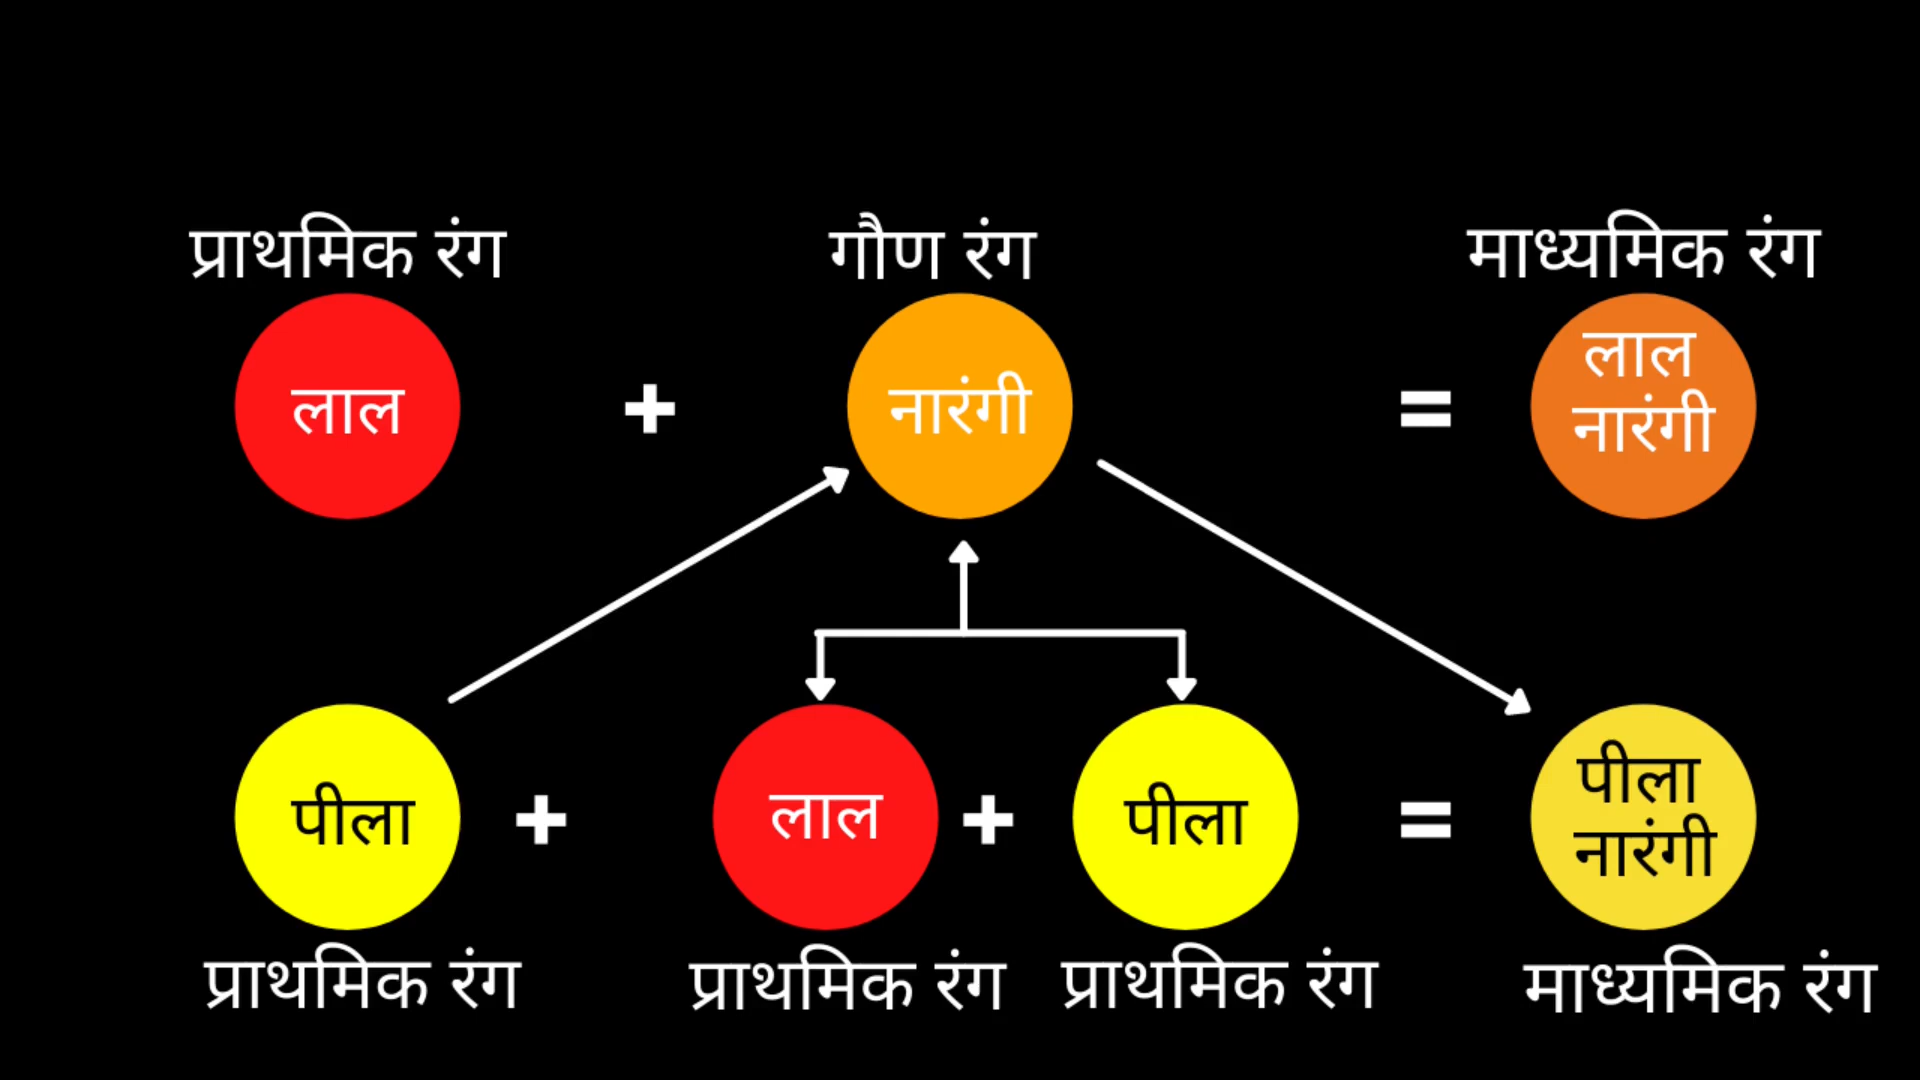 प्राथमिक रंग गौण रंग माध्यमिक रंग
लाल + नारंगी = लाल
नारंगी
पीला + लाल + पीला = पीला
नारंगी
प्राथमिक रंग प्राथमिक रंग प्राथमिक रंग माध्यमिक रंग